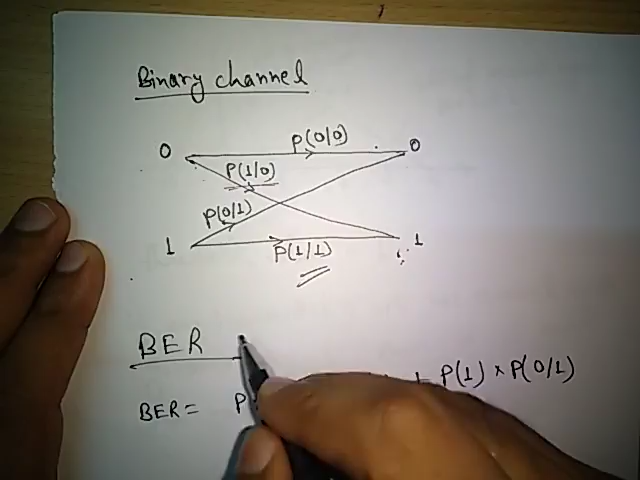 Binary channel
0 P(0/0) 0
P(1/0)
P(0/1)
1 P(1/1) 1
BER
BER = P + P(1) × P(0/1)